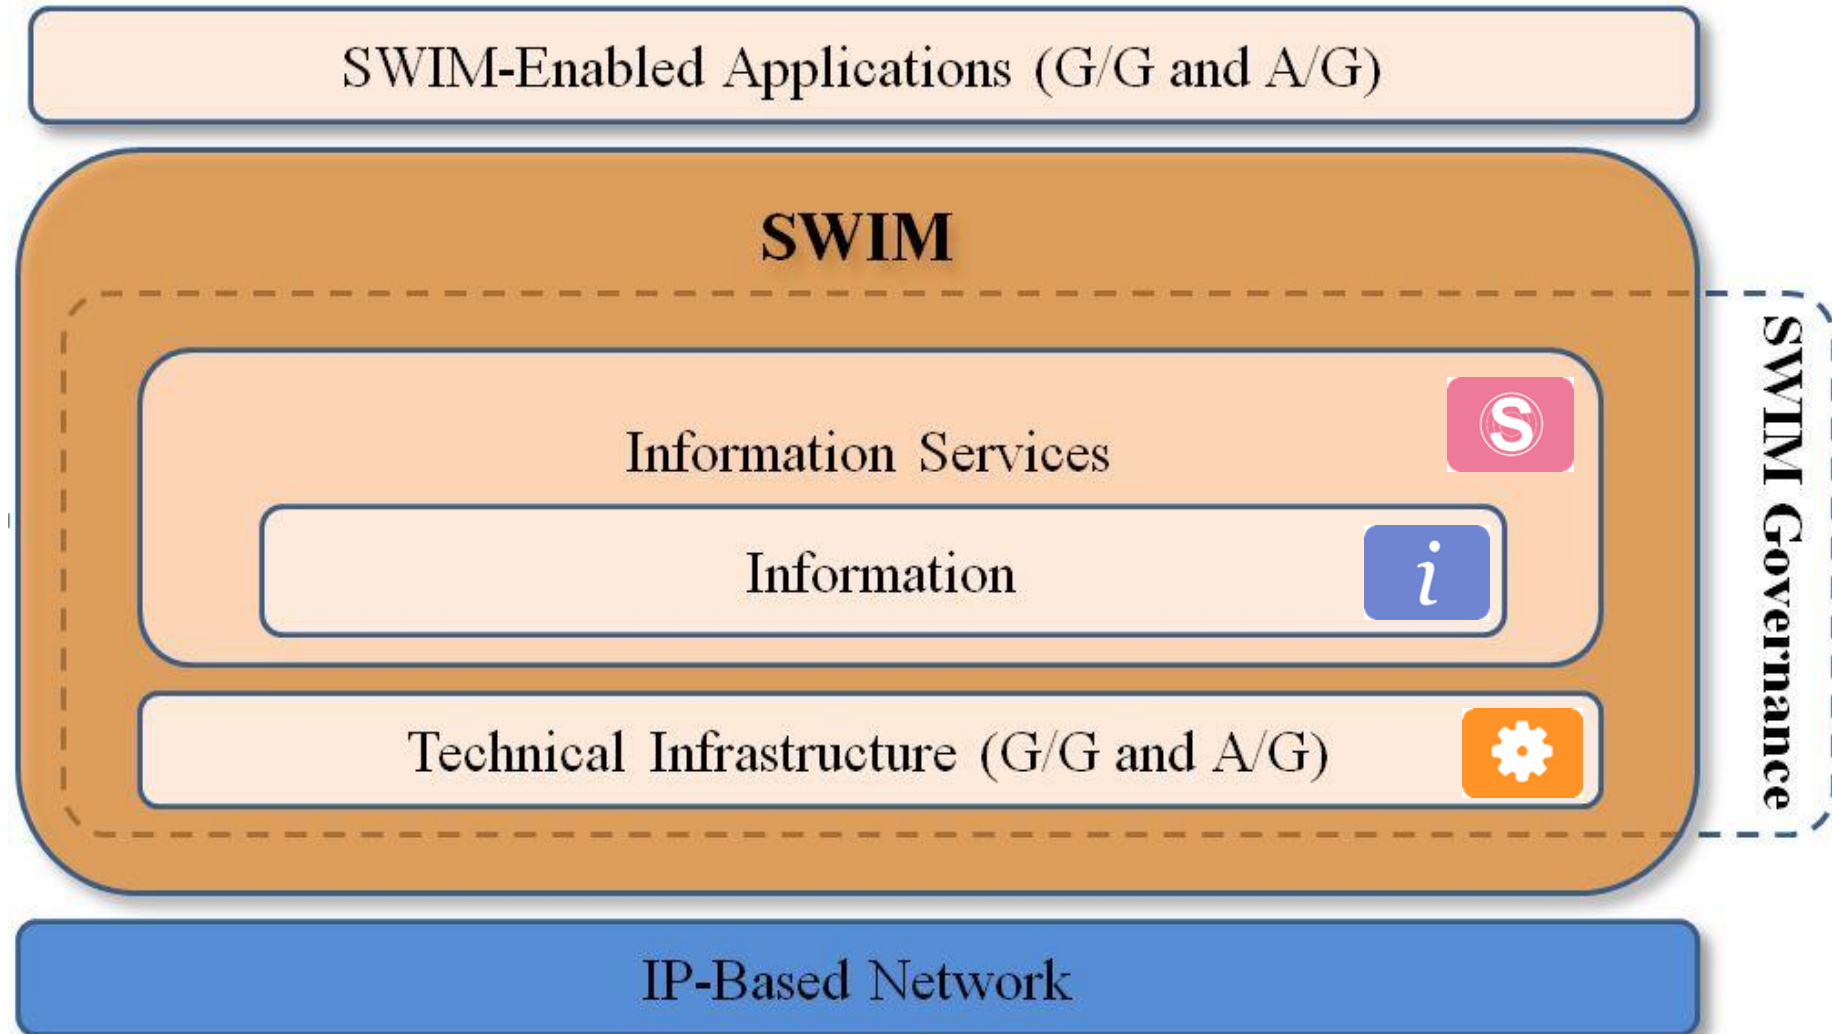 SWIM-Enabled Applications (G/G and A/G)
SWIM
Information Services
S
Information
i
Technical Infrastructure (G/G and A/G)
SWIM Governance
IP-Based Network